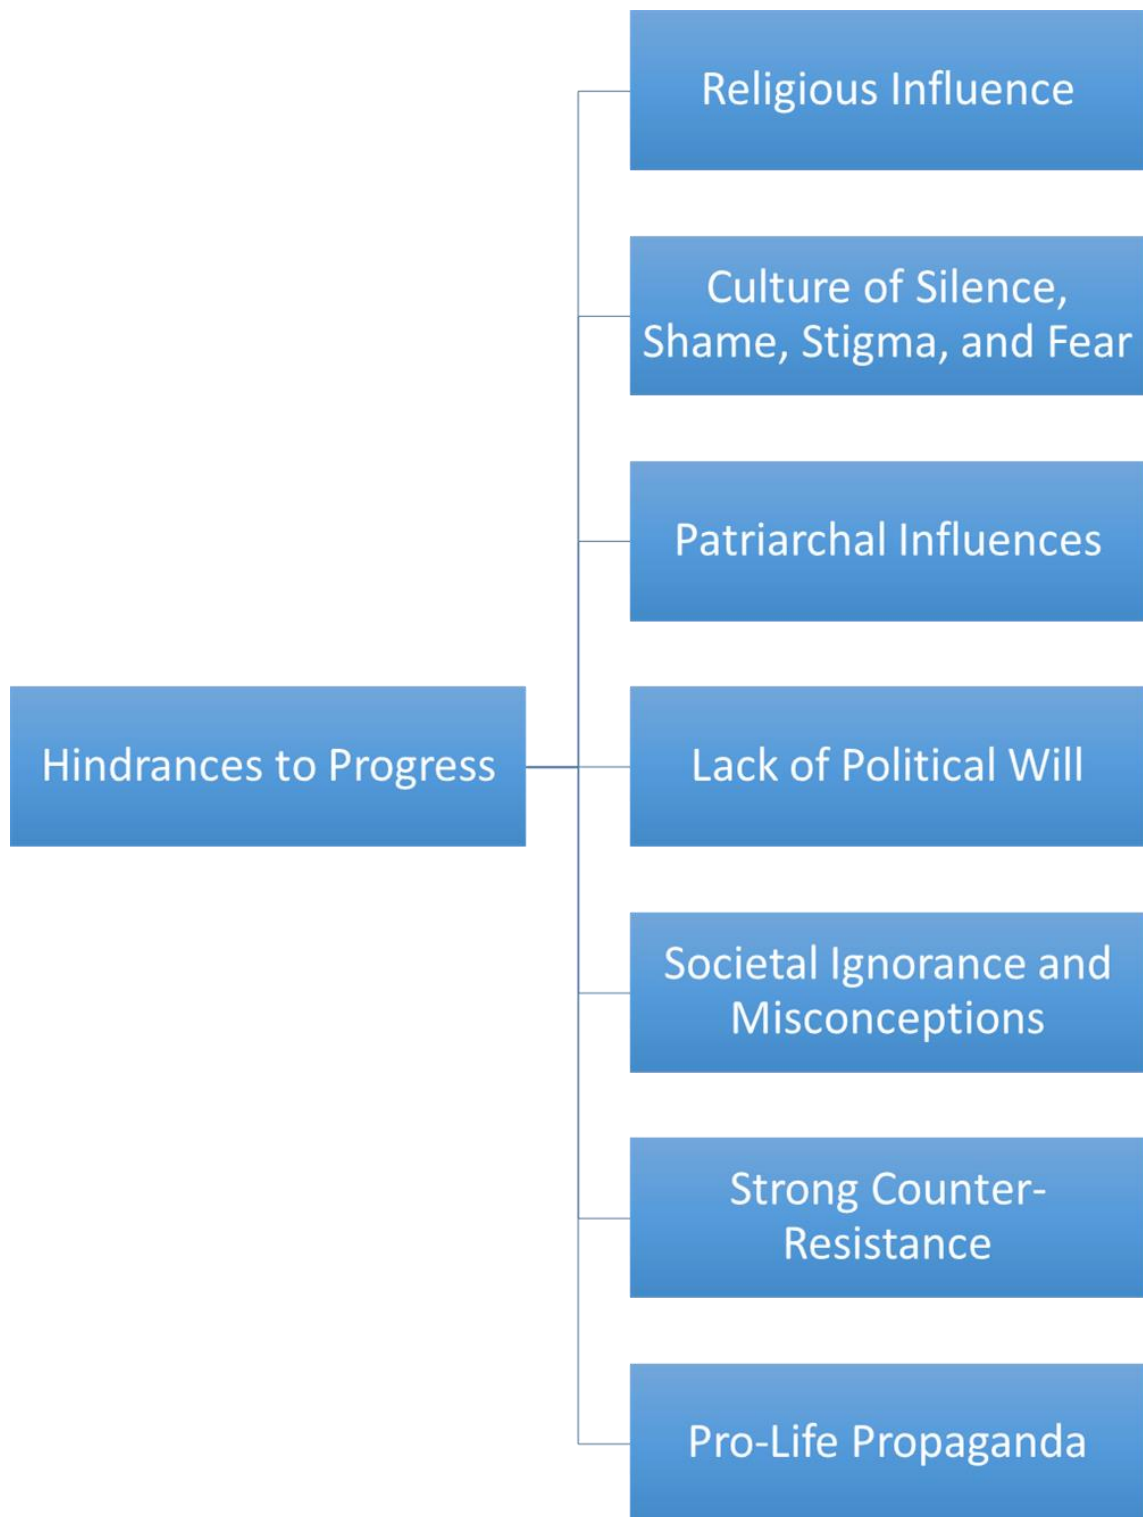 Religious Influence
Culture of Silence,
Shame, Stigma, and Fear
Patriarchal Influences
Hindrances to Progress
Lack of Political Will
Societal Ignorance and
Misconceptions
Strong Counter-
Resistance
Pro-Life Propaganda